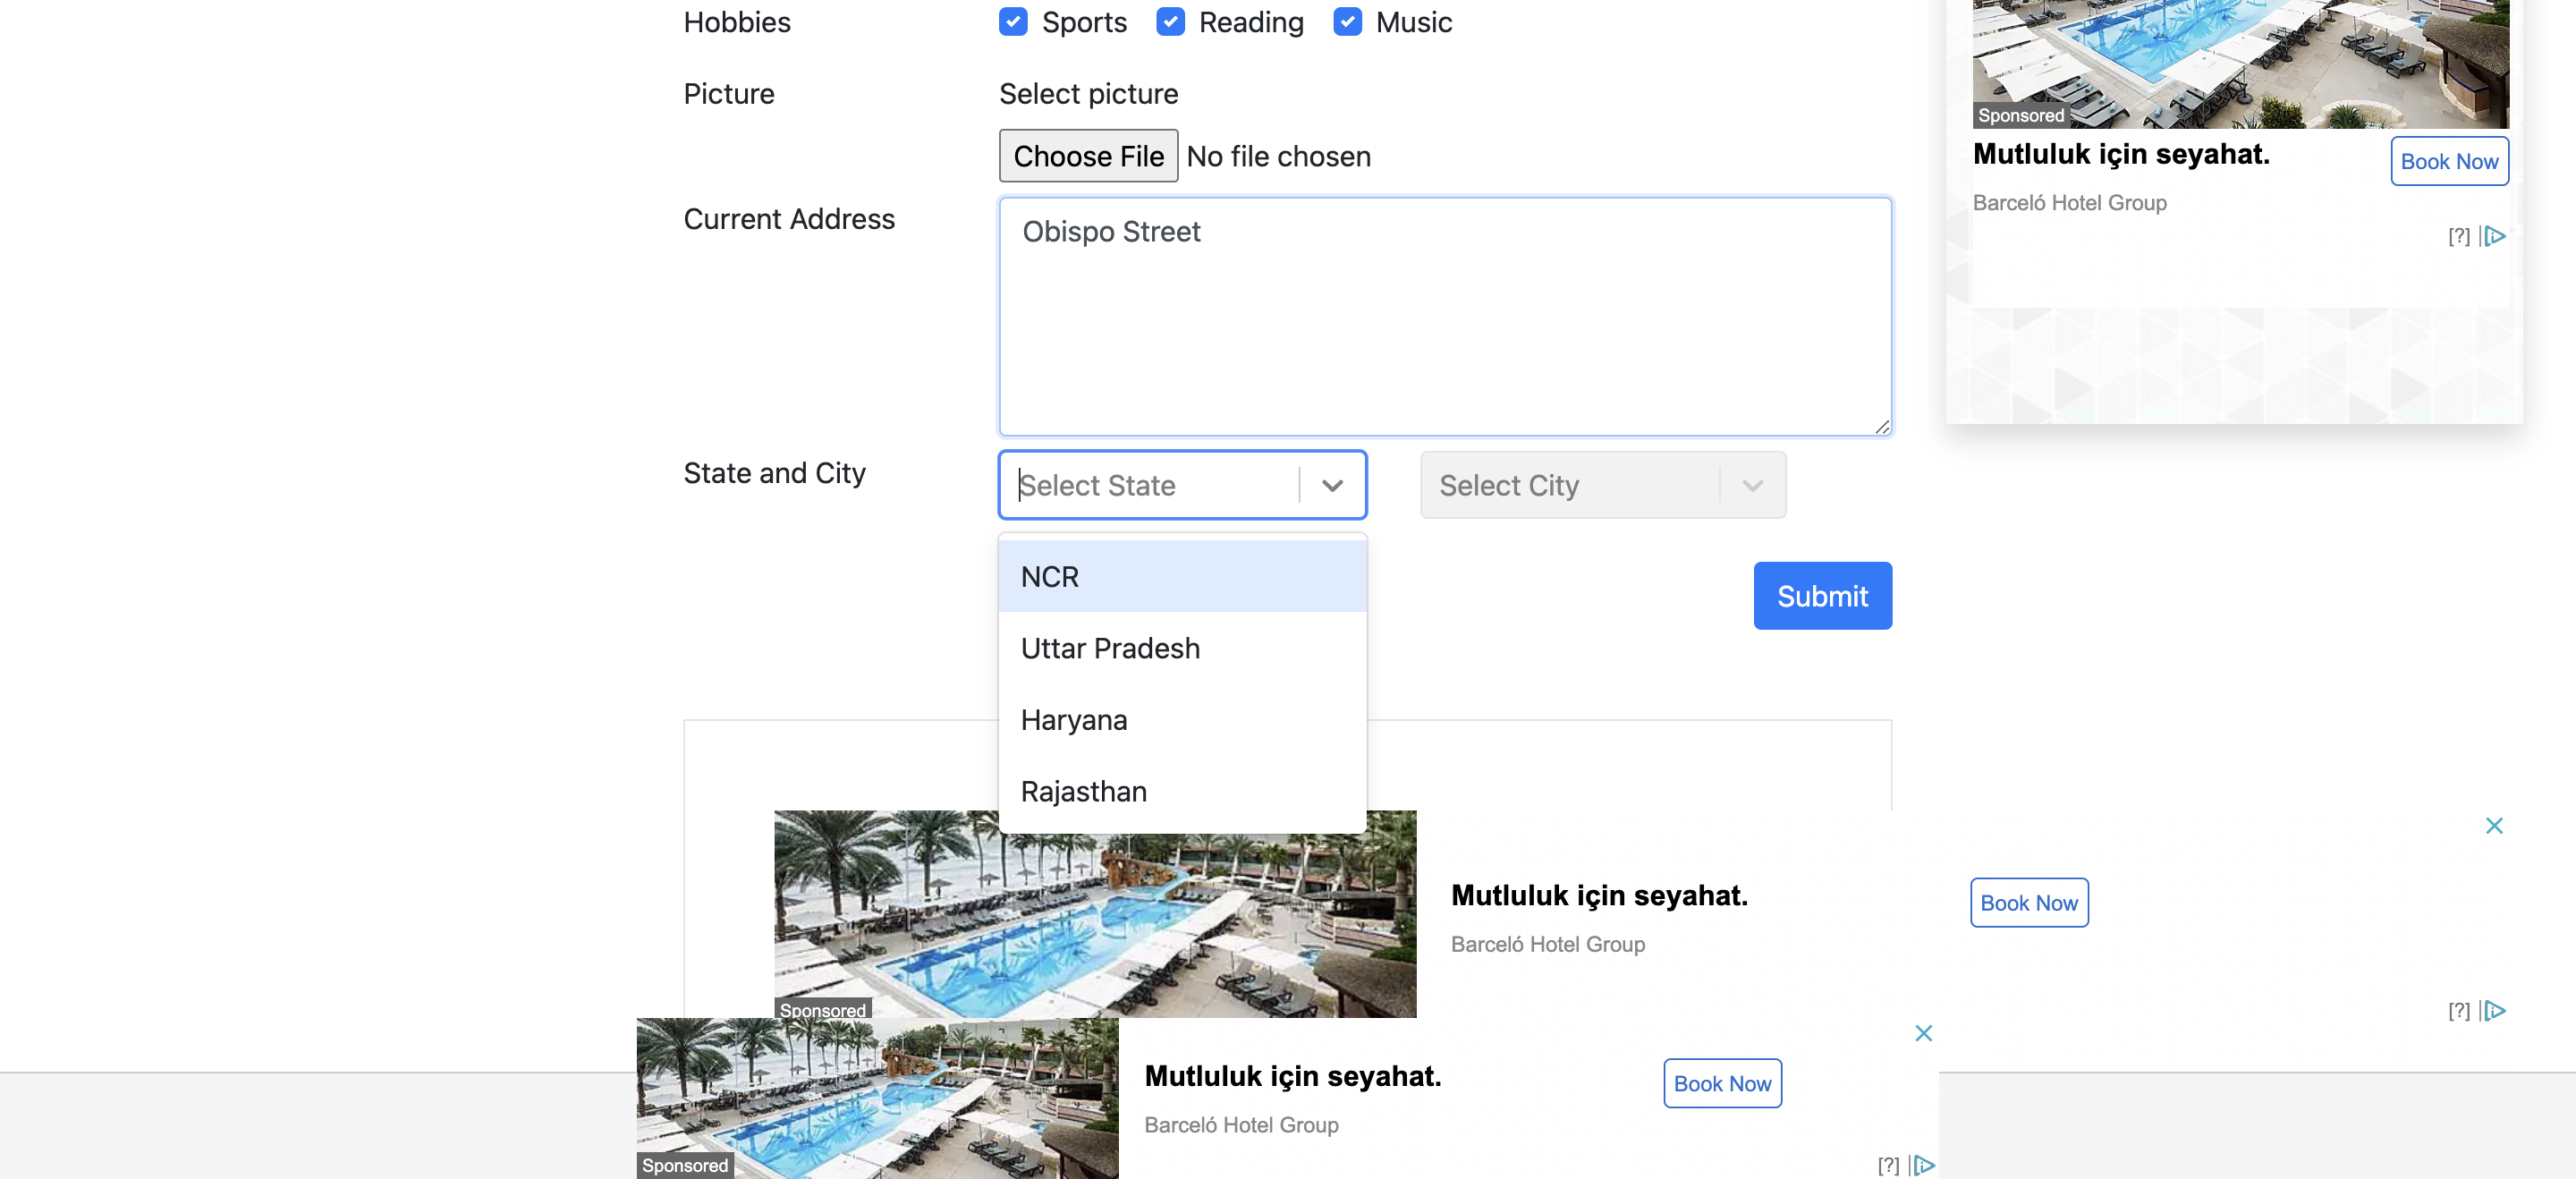 Hobbies
Sports
Reading
Music
Picture
Select picture
Choose File No file chosen
Current Address
Obispo Street
State and City
Select State
Select City
NCR
Uttar Pradesh
Haryana
Rajasthan
Submit
Sponsored
Mutluluk için seyahat.
Book Now
Barceló Hotel Group
[?]
Mutluluk için seyahat.
Barceló Hotel Group
Book Now
Sponsored
[?]
Mutluluk için seyahat.
Barceló Hotel Group
Book Now
Sponsored
[?]